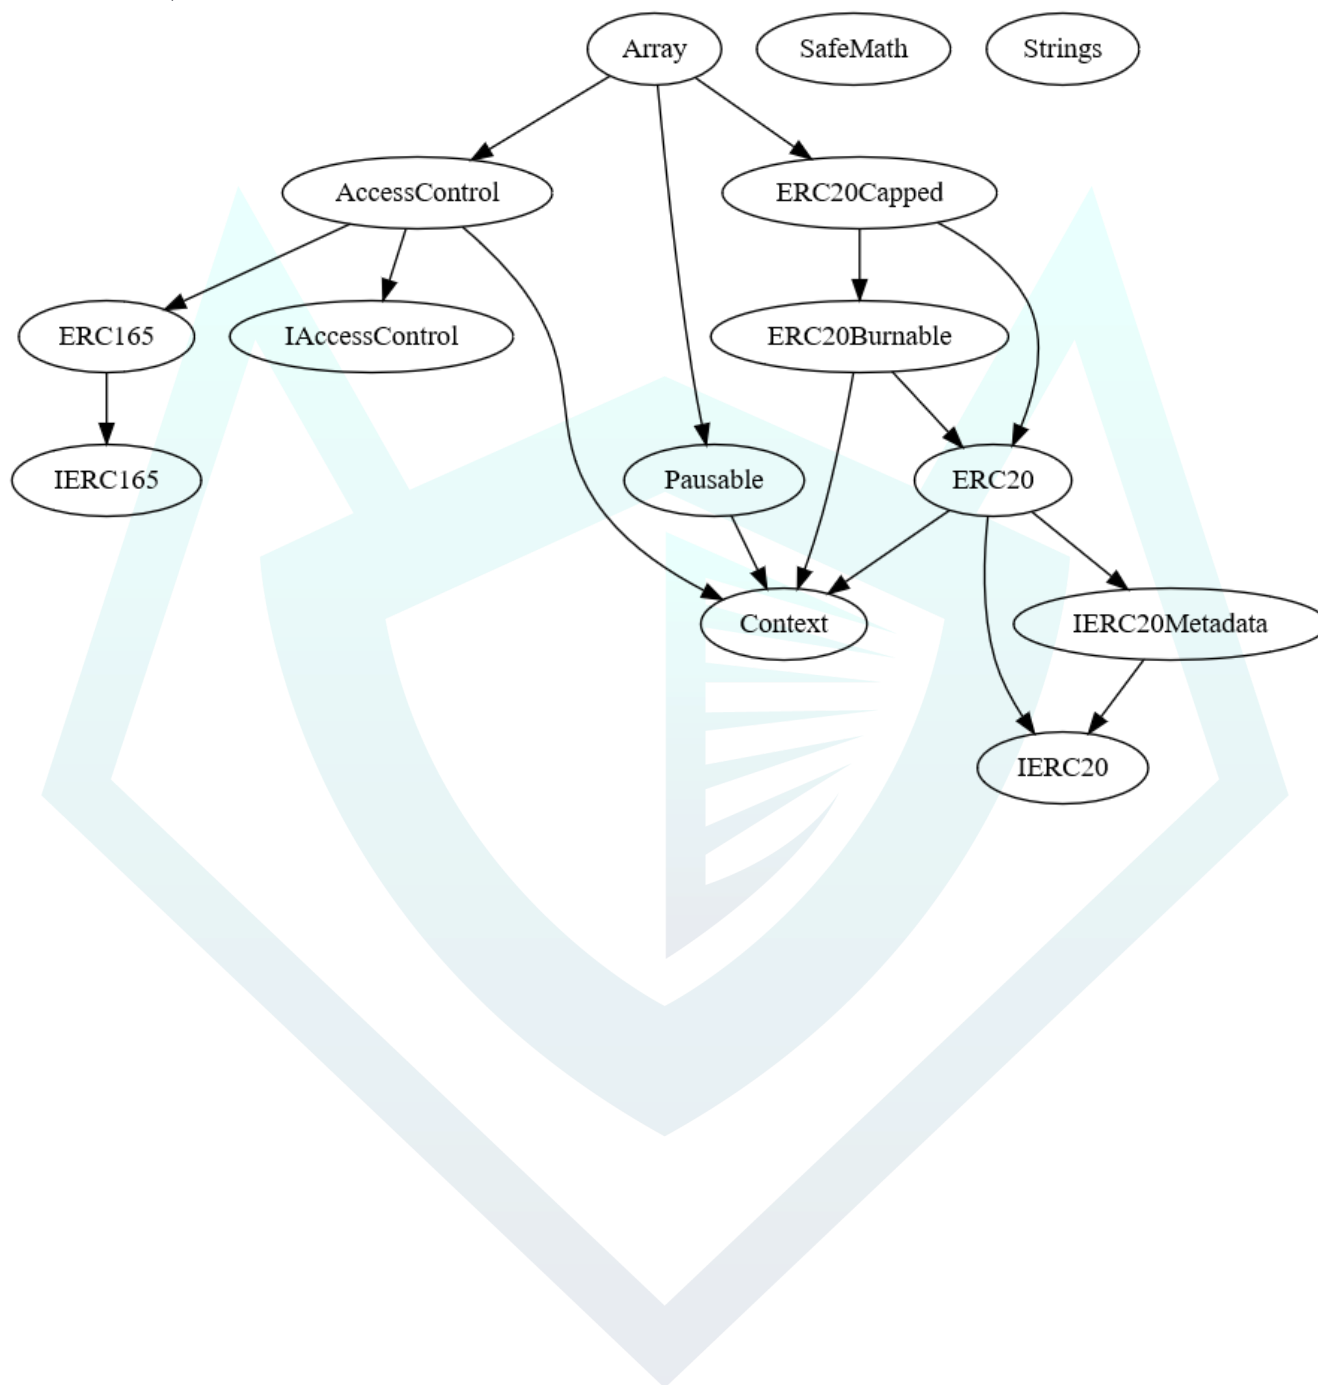 Array
SafeMath
Strings
AccessControl
ERC20Capped
ERC165
IAccessControl
ERC20Burnable
IERC165
Pausable
ERC20
Context
IERC20Metadata
IERC20